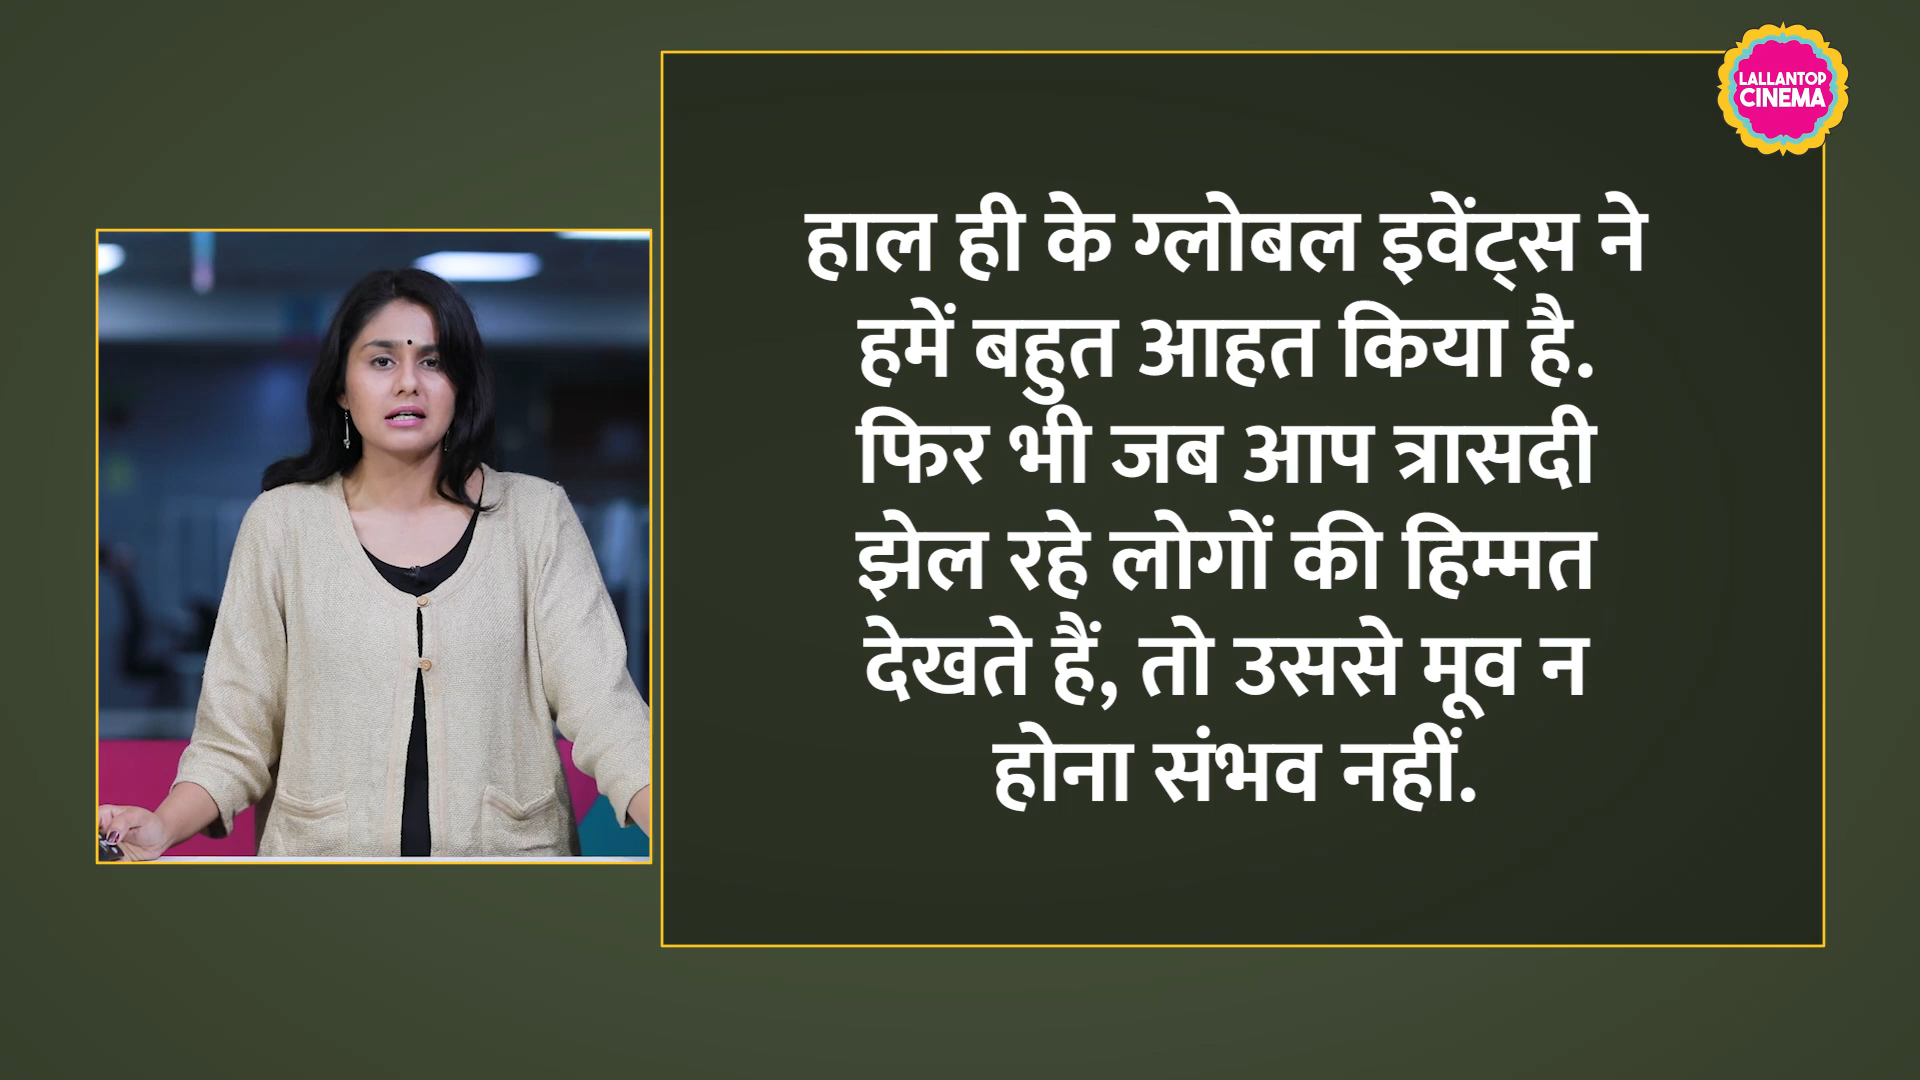 LALLANTOP
CINEMA
हाल ही के ग्लोबल इवेंट्स ने
हमें बहुत आहत किया है.
फिर भी जब आप त्रासदी
झेल रहे लोगों की हिम्मत
देखते हैं, तो उससे मूव न
होना संभव नहीं.